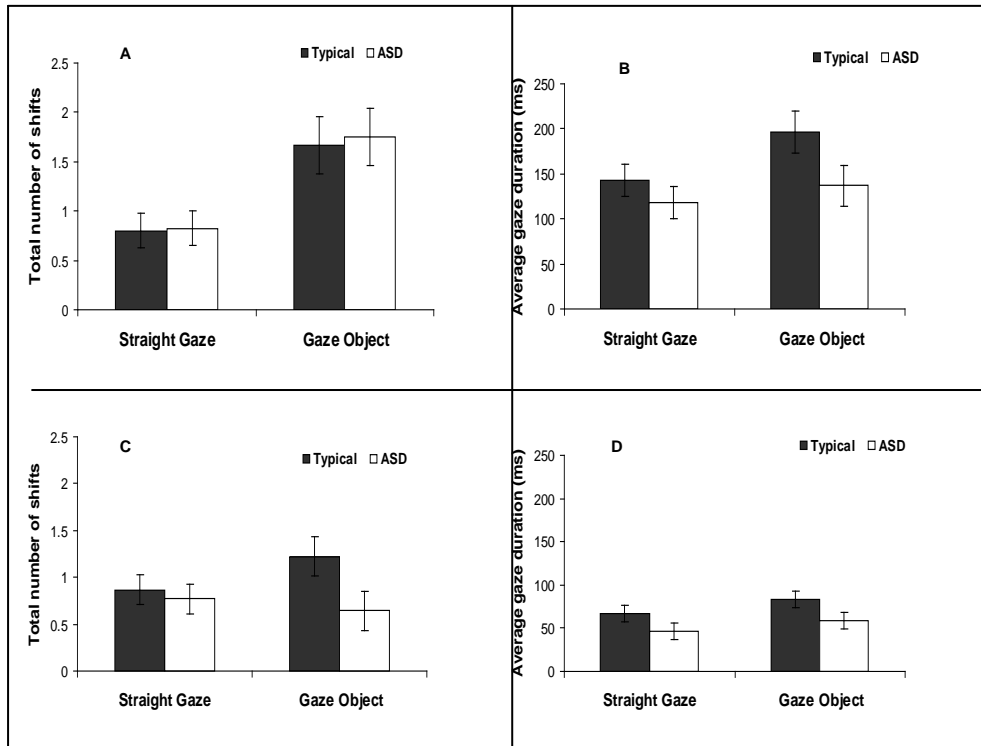 A
Typical ASD
Total number of shifts
2.5
2
1.5
1
0.5
0
Straight Gaze Gaze Object
B
Typical ASD
Average gaze duration (ms)
250
200
150
100
50
0
Straight Gaze Gaze Object
C
Typical ASD
Total number of shifts
2.5
2
1.5
1
0.5
0
Straight Gaze Gaze Object
D
Typical ASD
Average gaze duration (ms)
250
200
150
100
50
0
Straight Gaze Gaze Object